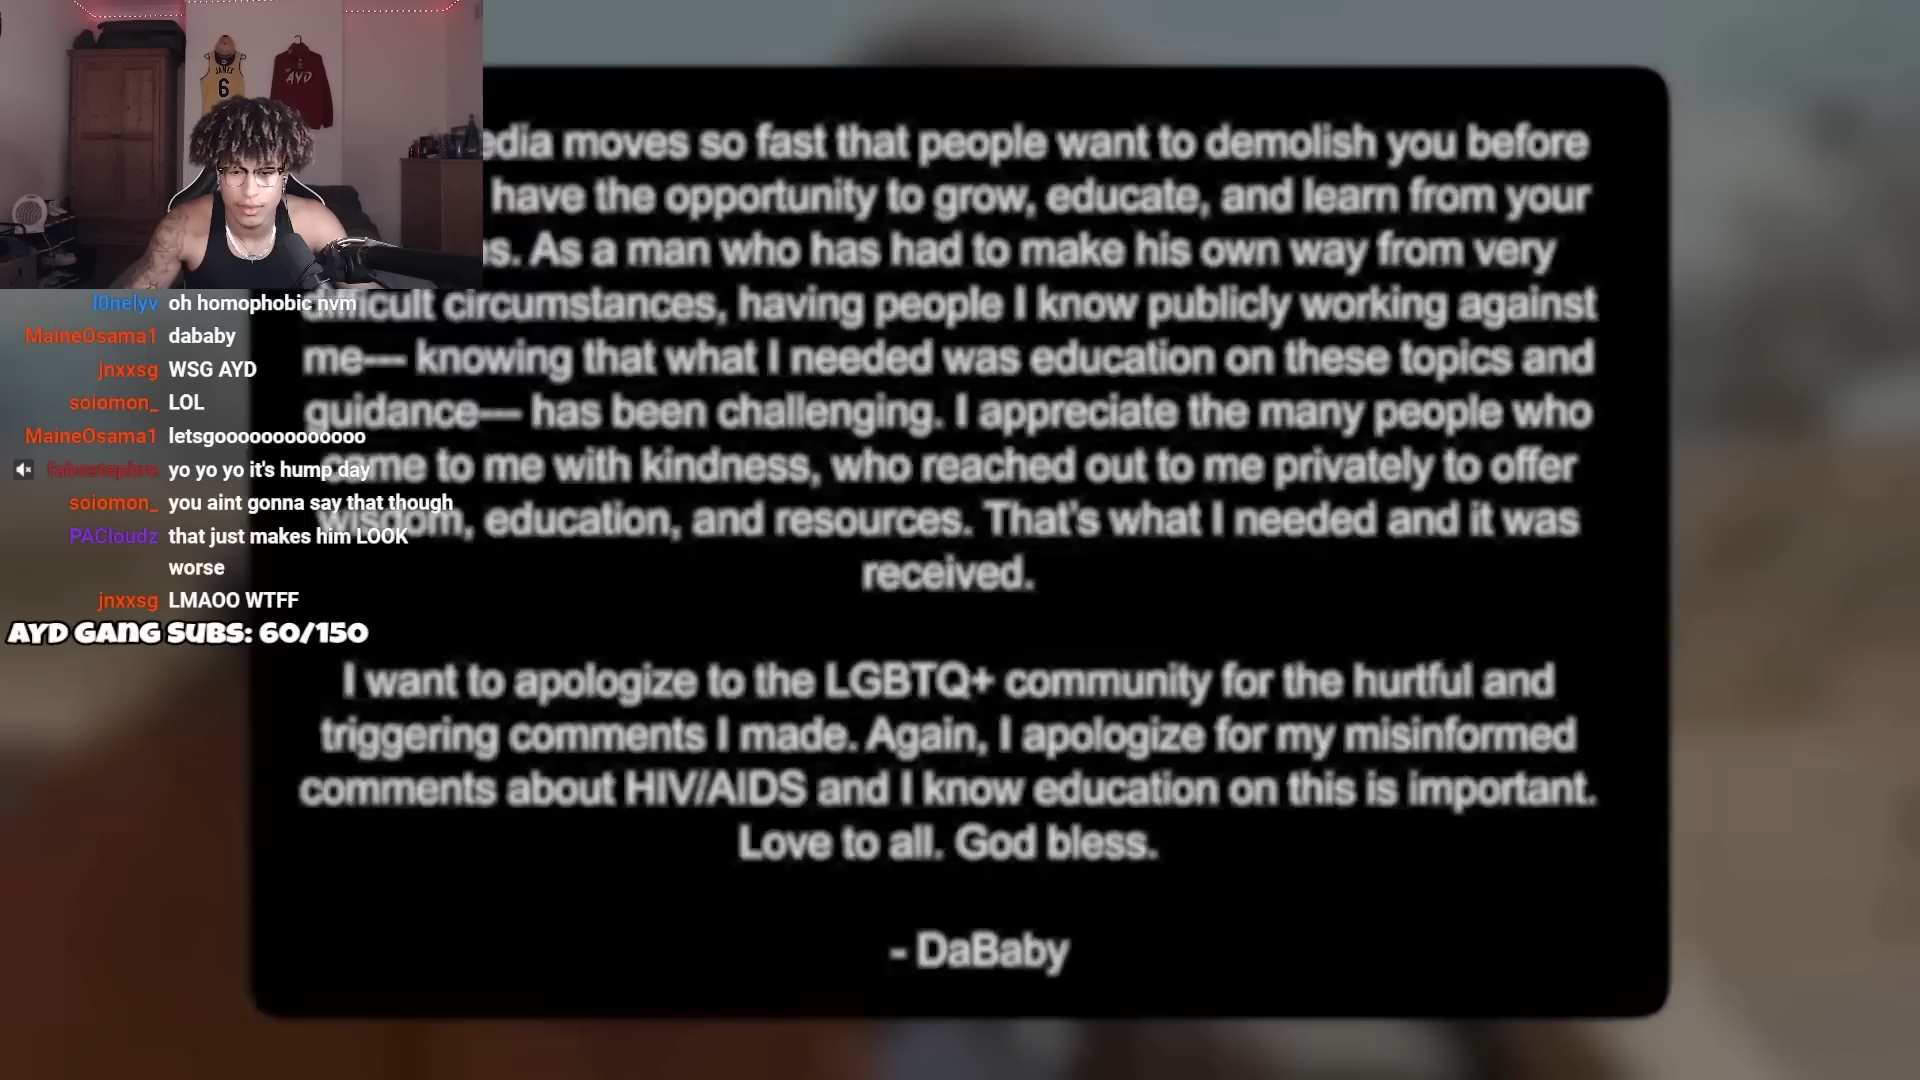 JAMES
6
AYD
edia moves so fast that people want to demolish you before
have the opportunity to grow, educate, and learn from your
s. As a man who has had to make his own way from very
difficult circumstances, having people I know publicly working against
me— knowing that what I needed was education on these topics and
guidance— has been challenging. I appreciate the many people who
came to me with kindness, who reached out to me privately to offer
wisdom, education, and resources. That's what I needed and it was
received.
I want to apologize to the LGBTQ+ community for the hurtful and
triggering comments I made. Again, I apologize for my misinformed
comments about HIV/AIDS and I know education on this is important.
Love to all. God bless.
- DaBaby
l0nelyv oh homophobic nvm
MaineOsama1 dababy
jnxxsg WSG AYD
soiomon_ LOL
MaineOsama1 letsgooooooooooooo
yo yo yo it's hump day
soiomon_ you aint gonna say that though
PACloudz that just makes him LOOK
worse
jnxxsg LMAOO WTFF
AYD GANG SUBS: 60/150